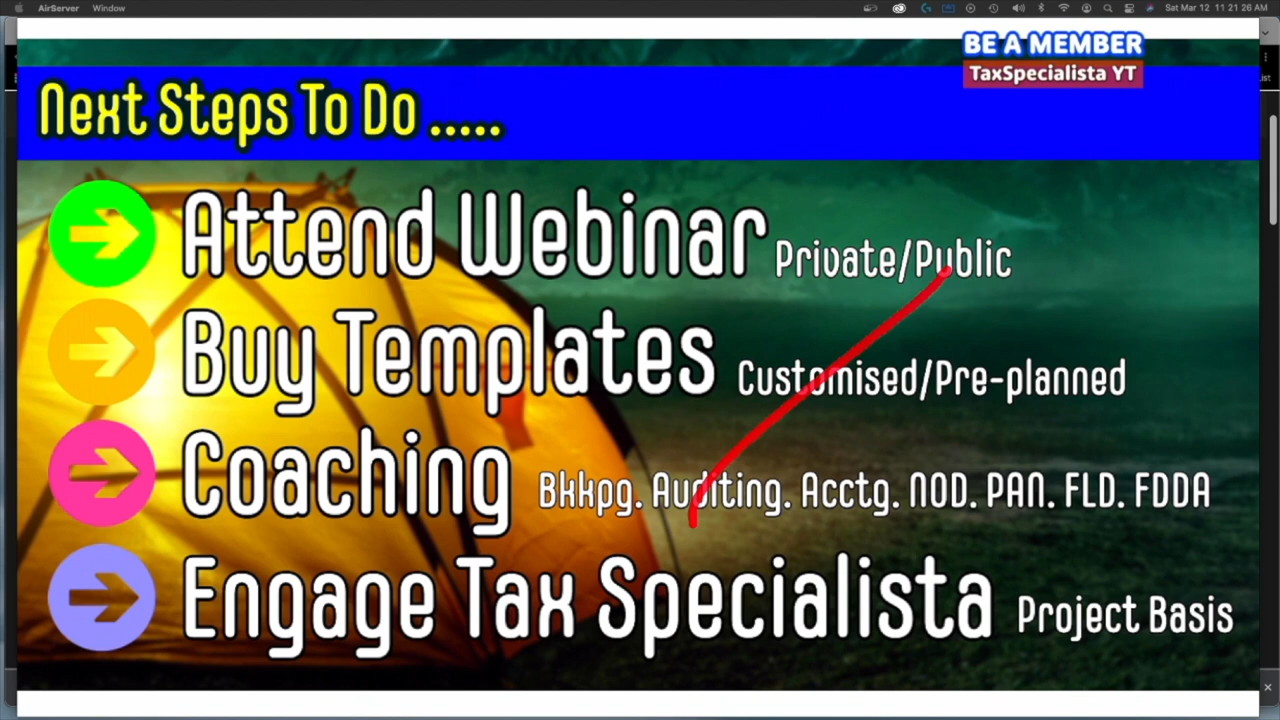 AirServer Window Sat Mar 12 11 21 26 AM
BE A MEMBER
TaxSpecialista YT
Next Steps To Do .....
Attend Webinar Private/Public
Buy Templates Customised/Pre-planned
Coaching Bkkpg. Auditing. Acctg. NOD. PAN. FLD. FDDA
Engage Tax Specialista Project Basis